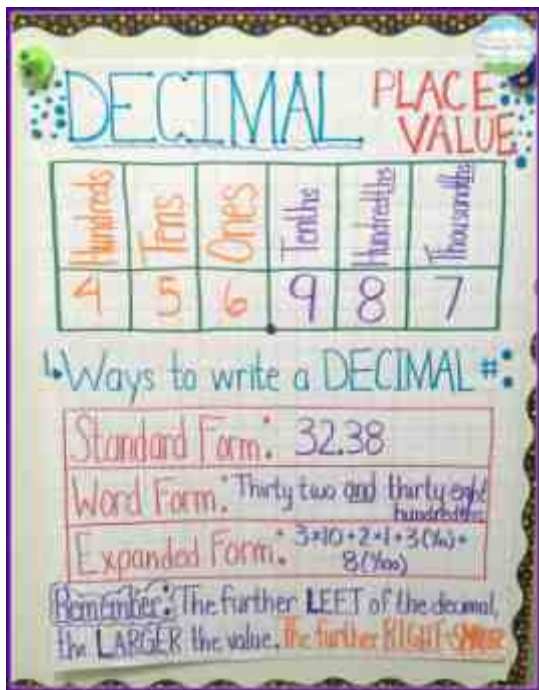 DECIMAL PLACE VALUE
Hundreds Tens Ones Tenths Hundredths Thousandths
4 5 6 . 9 8 7
Ways to write a DECIMAL #:
Standard Form: 32.38
Word Form: Thirty two and thirty eight
hundredths
Expanded Form: 3×10+2×1+3(1/10)+
8(1/100)
Remember: The further LEFT of the decimal,
the LARGER the value. The further RIGHT=SMALLER